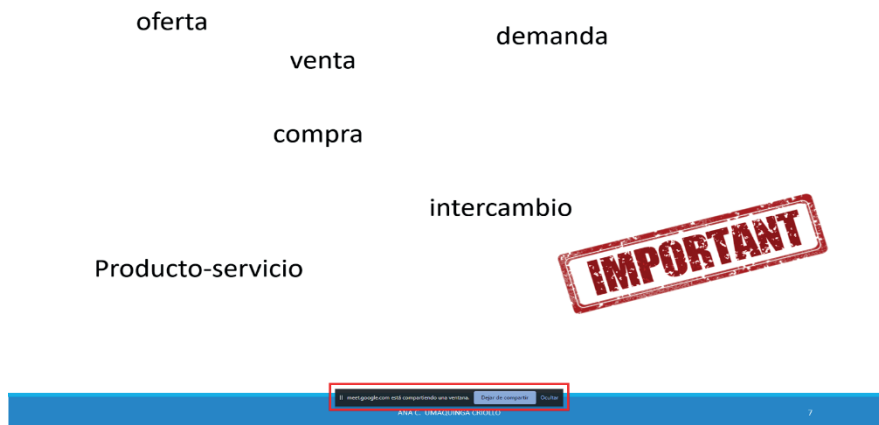 oferta
demanda
venta
compra
intercambio
IMPORTANT
Producto-servicio
|| meet.google.com está compartiendo una ventana. Dejar de compartir Ocultar
ANA C. UMAQUINGA CRIOLLO 7